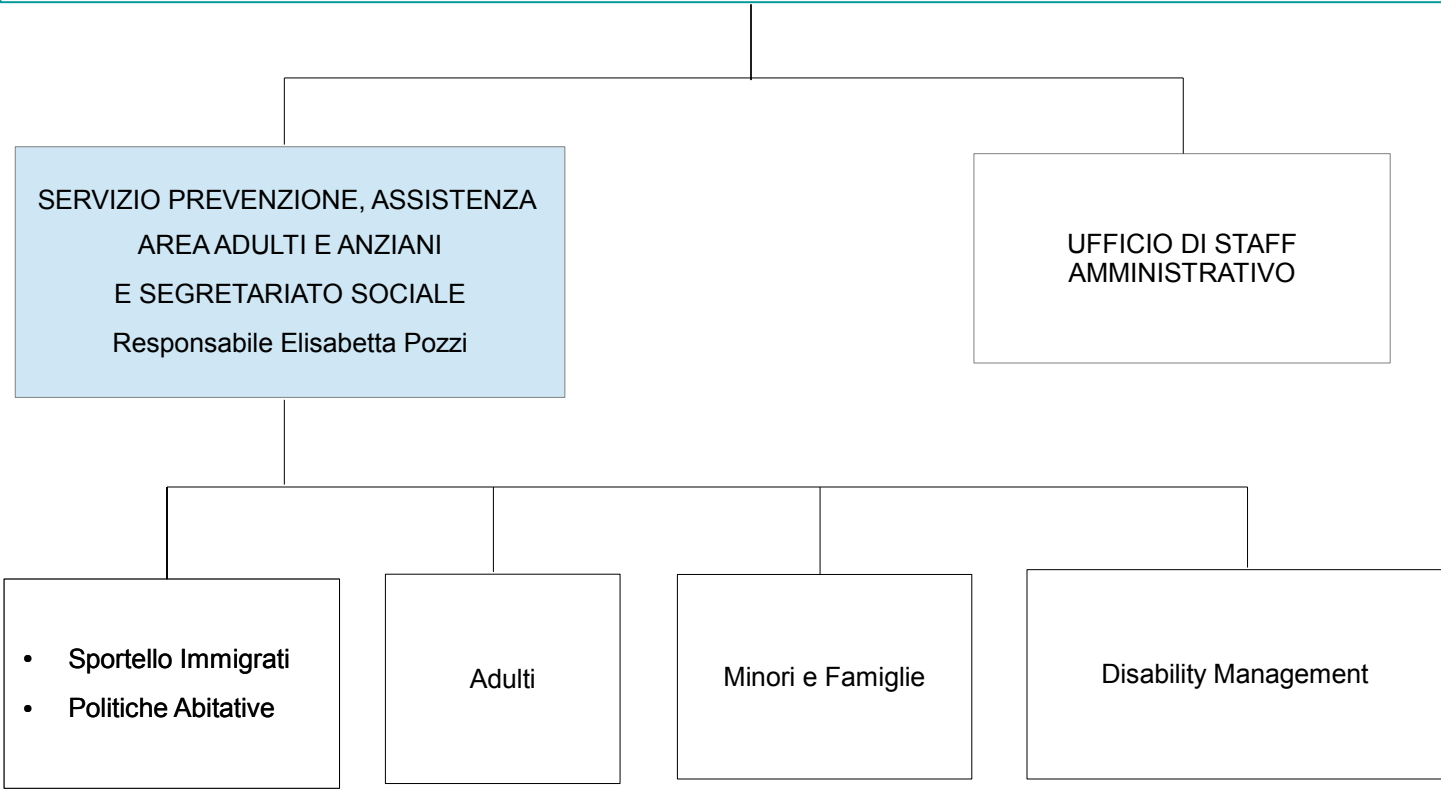 SERVIZIO PREVENZIONE, ASSISTENZA
AREA ADULTI E ANZIANI
E SEGRETARIATO SOCIALE
Responsabile Elisabetta Pozzi
UFFICIO DI STAFF
AMMINISTRATIVO
• Sportello Immigrati
• Politiche Abitative
Adulti
Minori e Famiglie
Disability Management